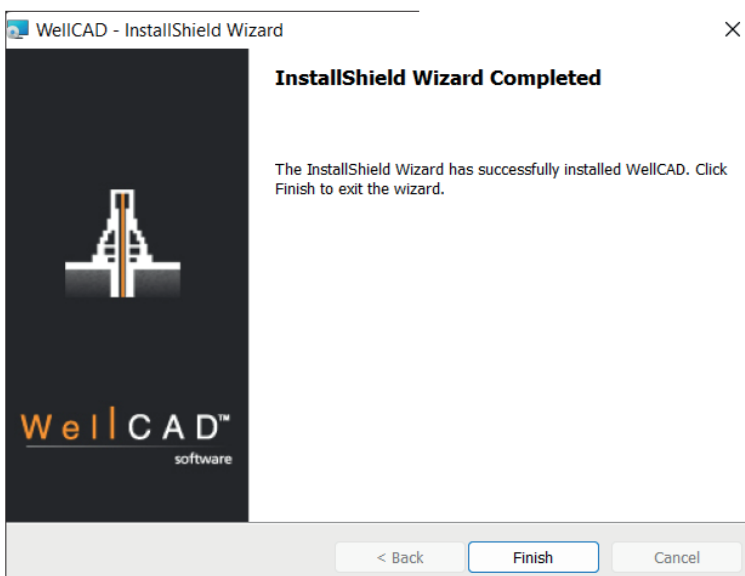 WellCAD - InstallShield Wizard
InstallShield Wizard Completed
The InstallShield Wizard has successfully installed WellCAD. Click
Finish to exit the wizard.
WellCAD™
software
< Back
Finish
Cancel